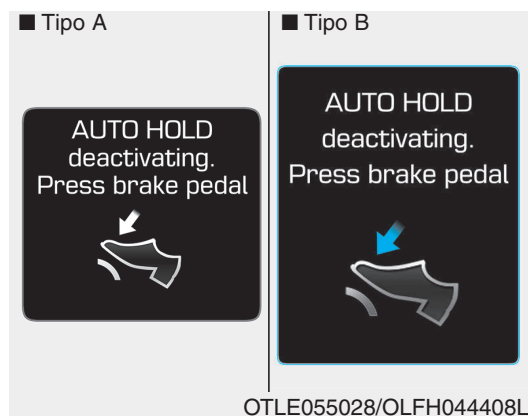 ■ Tipo A
AUTO HOLD
deactivating.
Press brake pedal
■ Tipo B
AUTO HOLD
deactivating.
Press brake pedal
OTLE055028/OLFH044408L